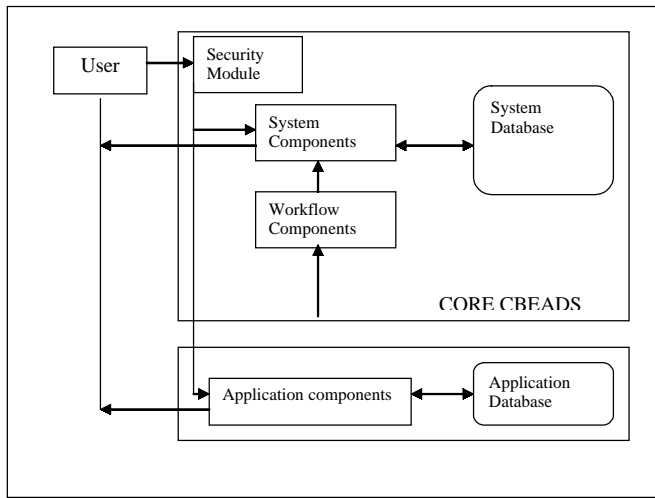 User
Security
Module
System
Components
System
Database
Workflow
Components
CORE CBEADS
Application components
Application
Database